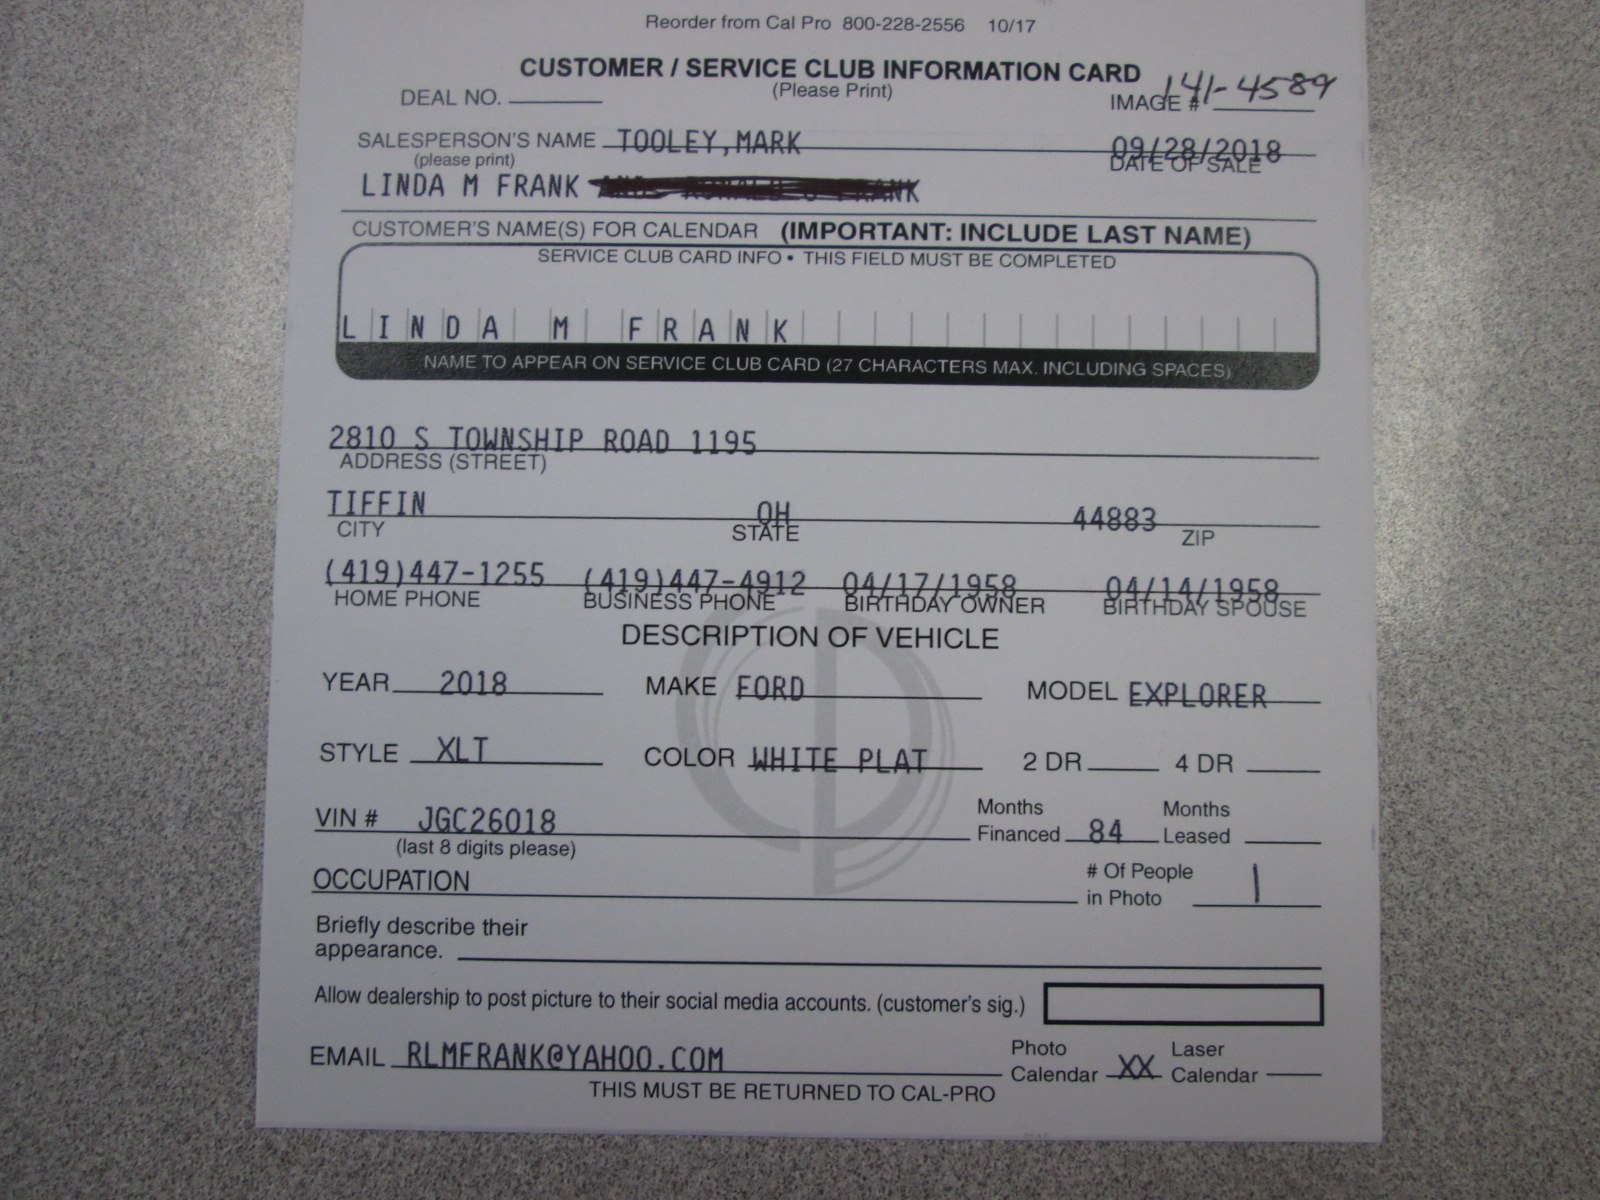 Reorder from Cal Pro 800-228-2556 10/17
CUSTOMER / SERVICE CLUB INFORMATION CARD
(Please Print)
DEAL NO.
IMAGE # 141-4589
SALESPERSON'S NAME TOOLEY,MARK 09/28/2018
(please print) DATE OF SALE
LINDA M FRANK
CUSTOMER'S NAME(S) FOR CALENDAR (IMPORTANT: INCLUDE LAST NAME)
SERVICE CLUB CARD INFO • THIS FIELD MUST BE COMPLETED
LINDA M FRANK
NAME TO APPEAR ON SERVICE CLUB CARD (27 CHARACTERS MAX. INCLUDING SPACES)
2810 S TOWNSHIP ROAD 1195
ADDRESS (STREET)
TIFFIN OH 44883
CITY STATE ZIP
(419)447-1255 (419)447-4912 04/17/1958 04/14/1958
HOME PHONE BUSINESS PHONE BIRTHDAY OWNER BIRTHDAY SPOUSE
DESCRIPTION OF VEHICLE
YEAR 2018 MAKE FORD MODEL EXPLORER
STYLE XLT COLOR WHITE PLAT 2 DR 4 DR
VIN # JGC26018 Months Financed 84 Months Leased
(last 8 digits please)
OCCUPATION # Of People in Photo 1
Briefly describe their
appearance.
Allow dealership to post picture to their social media accounts. (customer's sig.)
EMAIL RLMFRANK@YAHOO.COM Photo Calendar XX Laser Calendar
THIS MUST BE RETURNED TO CAL-PRO